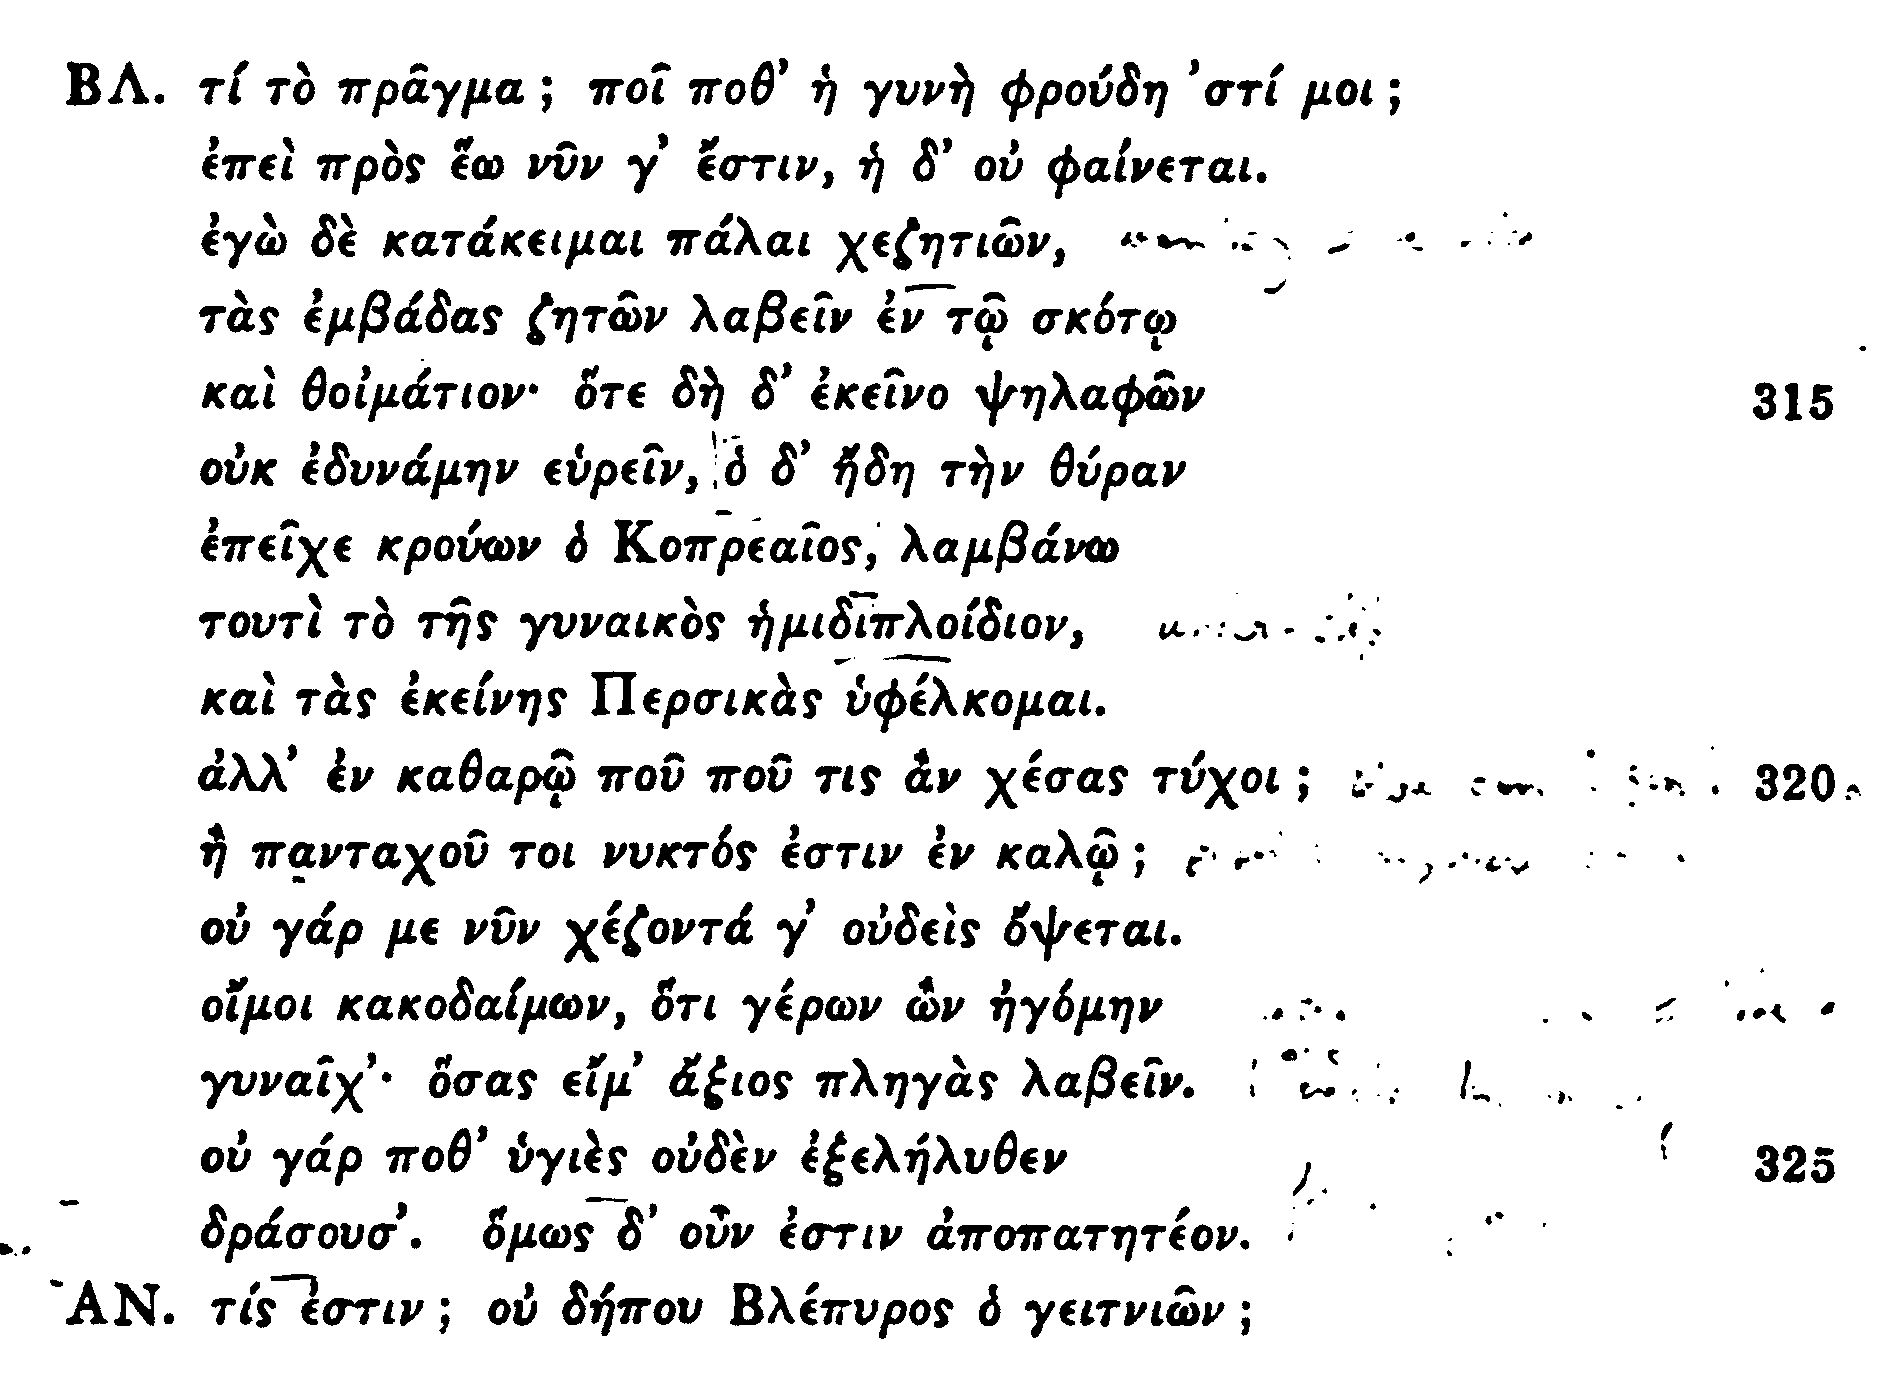 ΒΛ. τί τὸ πρᾶγμα; ποῖ ποθ’ ἡ γυνὴ φρούδη ’στί μοι;
ἐπεὶ πρὸς ἕω νῦν γ’ ἔστιν, ἡ δ’ οὐ φαίνεται.
ἐγὼ δὲ κατάκειμαι πάλαι χεζητιῶν,
τὰς ἐμβάδας ζητῶν λαβεῖν ἐν τῷ σκότῳ
καὶ θοἰμάτιον· ὅτε δὴ δ’ ἐκεῖνο ψηλαφῶν 315
οὐκ ἐδυνάμην εὑρεῖν, ὁ δ’ ἤδη τὴν θύραν
ἐπεῖχε κρούων ὁ Κοπρεαῖος, λαμβάνω
τουτὶ τὸ τῆς γυναικὸς ἡμιδιπλοίδιον,
καὶ τὰς ἐκείνης Περσικὰς ὑφέλκομαι.
ἀλλ’ ἐν καθαρῷ ποῦ ποῦ τις ἂν χέσας τύχοι; 320
ἢ πανταχοῦ τοι νυκτός ἐστιν ἐν καλῷ;
οὐ γάρ με νῦν χέζοντά γ’ οὐδεὶς ὄψεται.
οἴμοι κακοδαίμων, ὅτι γέρων ὢν ἠγόμην
γυναῖχ’· ὅσας εἴμ’ ἄξιος πληγὰς λαβεῖν.
οὐ γάρ ποθ’ ὑγιὲς οὐδὲν ἐξελήλυθεν 325
δράσουσ’. ὅμως δ’ οὖν ἐστιν ἀποπατητέον.
ΑΝ. τίς ἐστιν; οὐ δήπου Βλέπυρος ὁ γειτνιῶν;